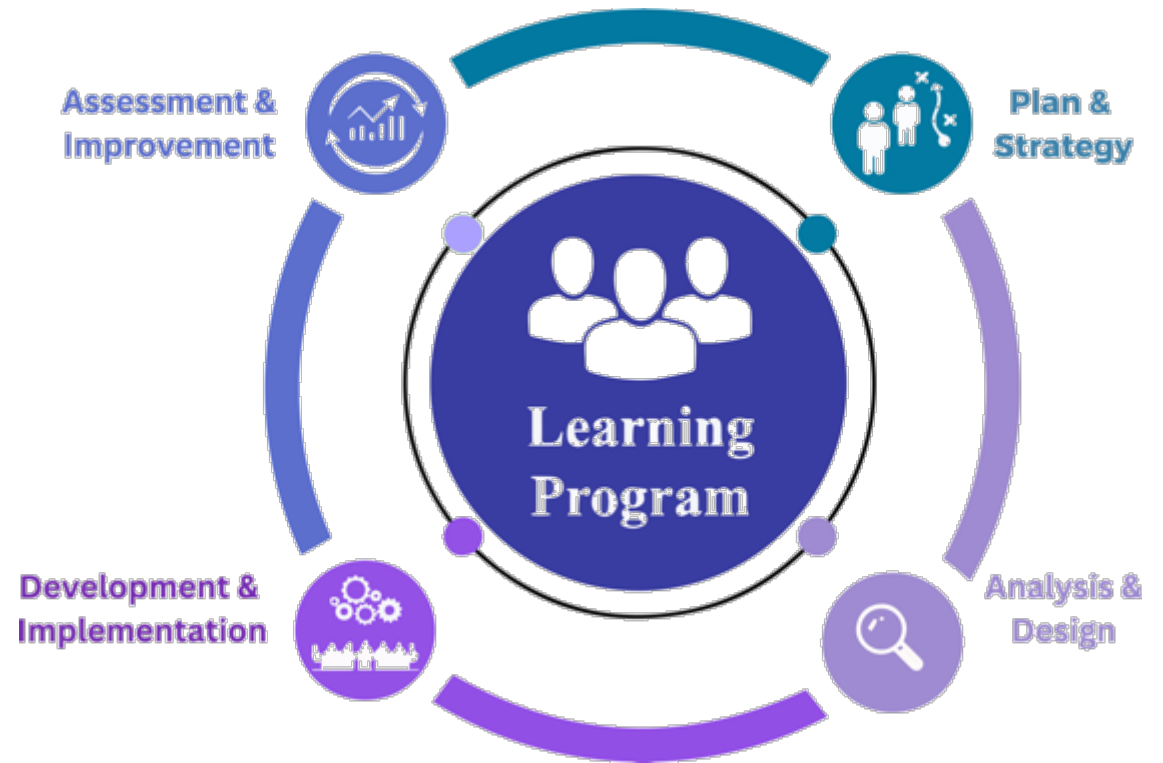 Assessment &
Improvement
Plan &
Strategy
Learning
Program
Development &
Implementation
Analysis &
Design